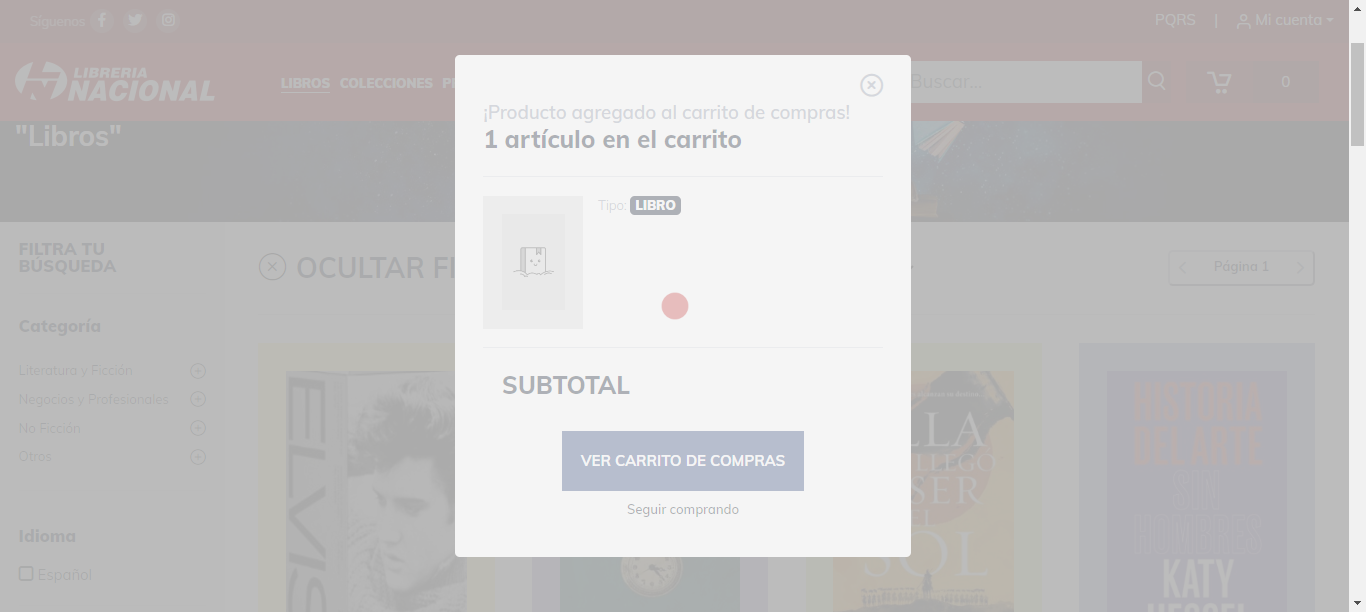 Síguenos
PQRS | Mi cuenta
LIBRERIA
NACIONAL
LIBROS COLECCIONES
Buscar...
0
"Libros"
¡Producto agregado al carrito de compras!
1 artículo en el carrito
Tipo: LIBRO
SUBTOTAL
VER CARRITO DE COMPRAS
Seguir comprando
FILTRA TU
BÚSQUEDA
OCULTAR
Página 1
Categoría
Literatura y Ficción
Negocios y Profesionales
No Ficción
Otros
Idioma
Español
ELVIS
LLEGÓ
SER
EL
SOL
HISTORIA
DEL ARTE
SIN
HOMBRES
KATY
HESSEL